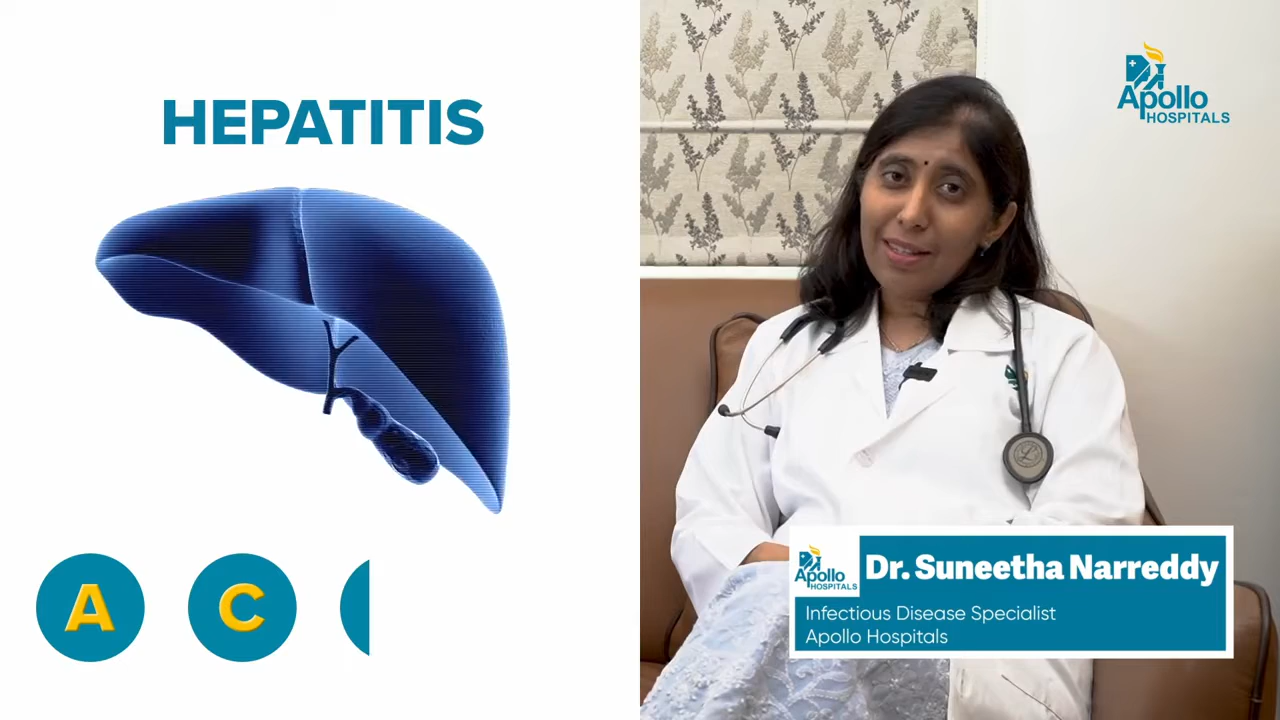 HEPATITIS
A
C
Apollo
HOSPITALS
Apollo
HOSPITALS
Dr. Suneetha Narreddy
Infectious Disease Specialist
Apollo Hospitals